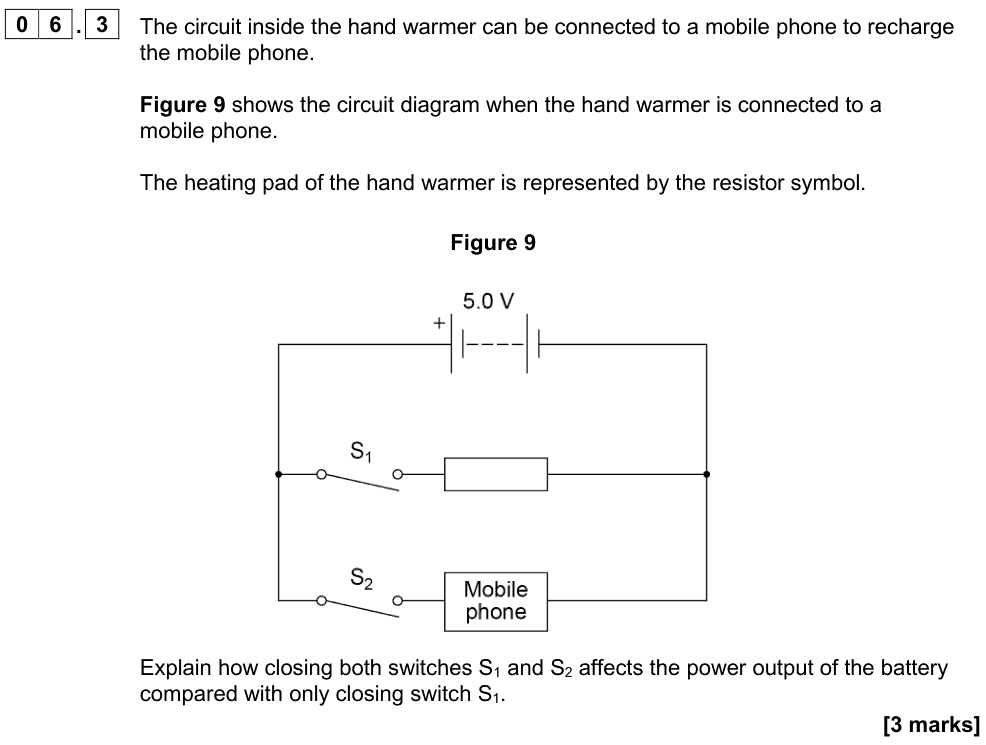 0 6 . 3 The circuit inside the hand warmer can be connected to a mobile phone to recharge
the mobile phone.
Figure 9 shows the circuit diagram when the hand warmer is connected to a
mobile phone.
The heating pad of the hand warmer is represented by the resistor symbol.
Figure 9
5.0 V
+
S₁
S₂
Mobile
phone
Explain how closing both switches S₁ and S₂ affects the power output of the battery
compared with only closing switch S₁.
[3 marks]